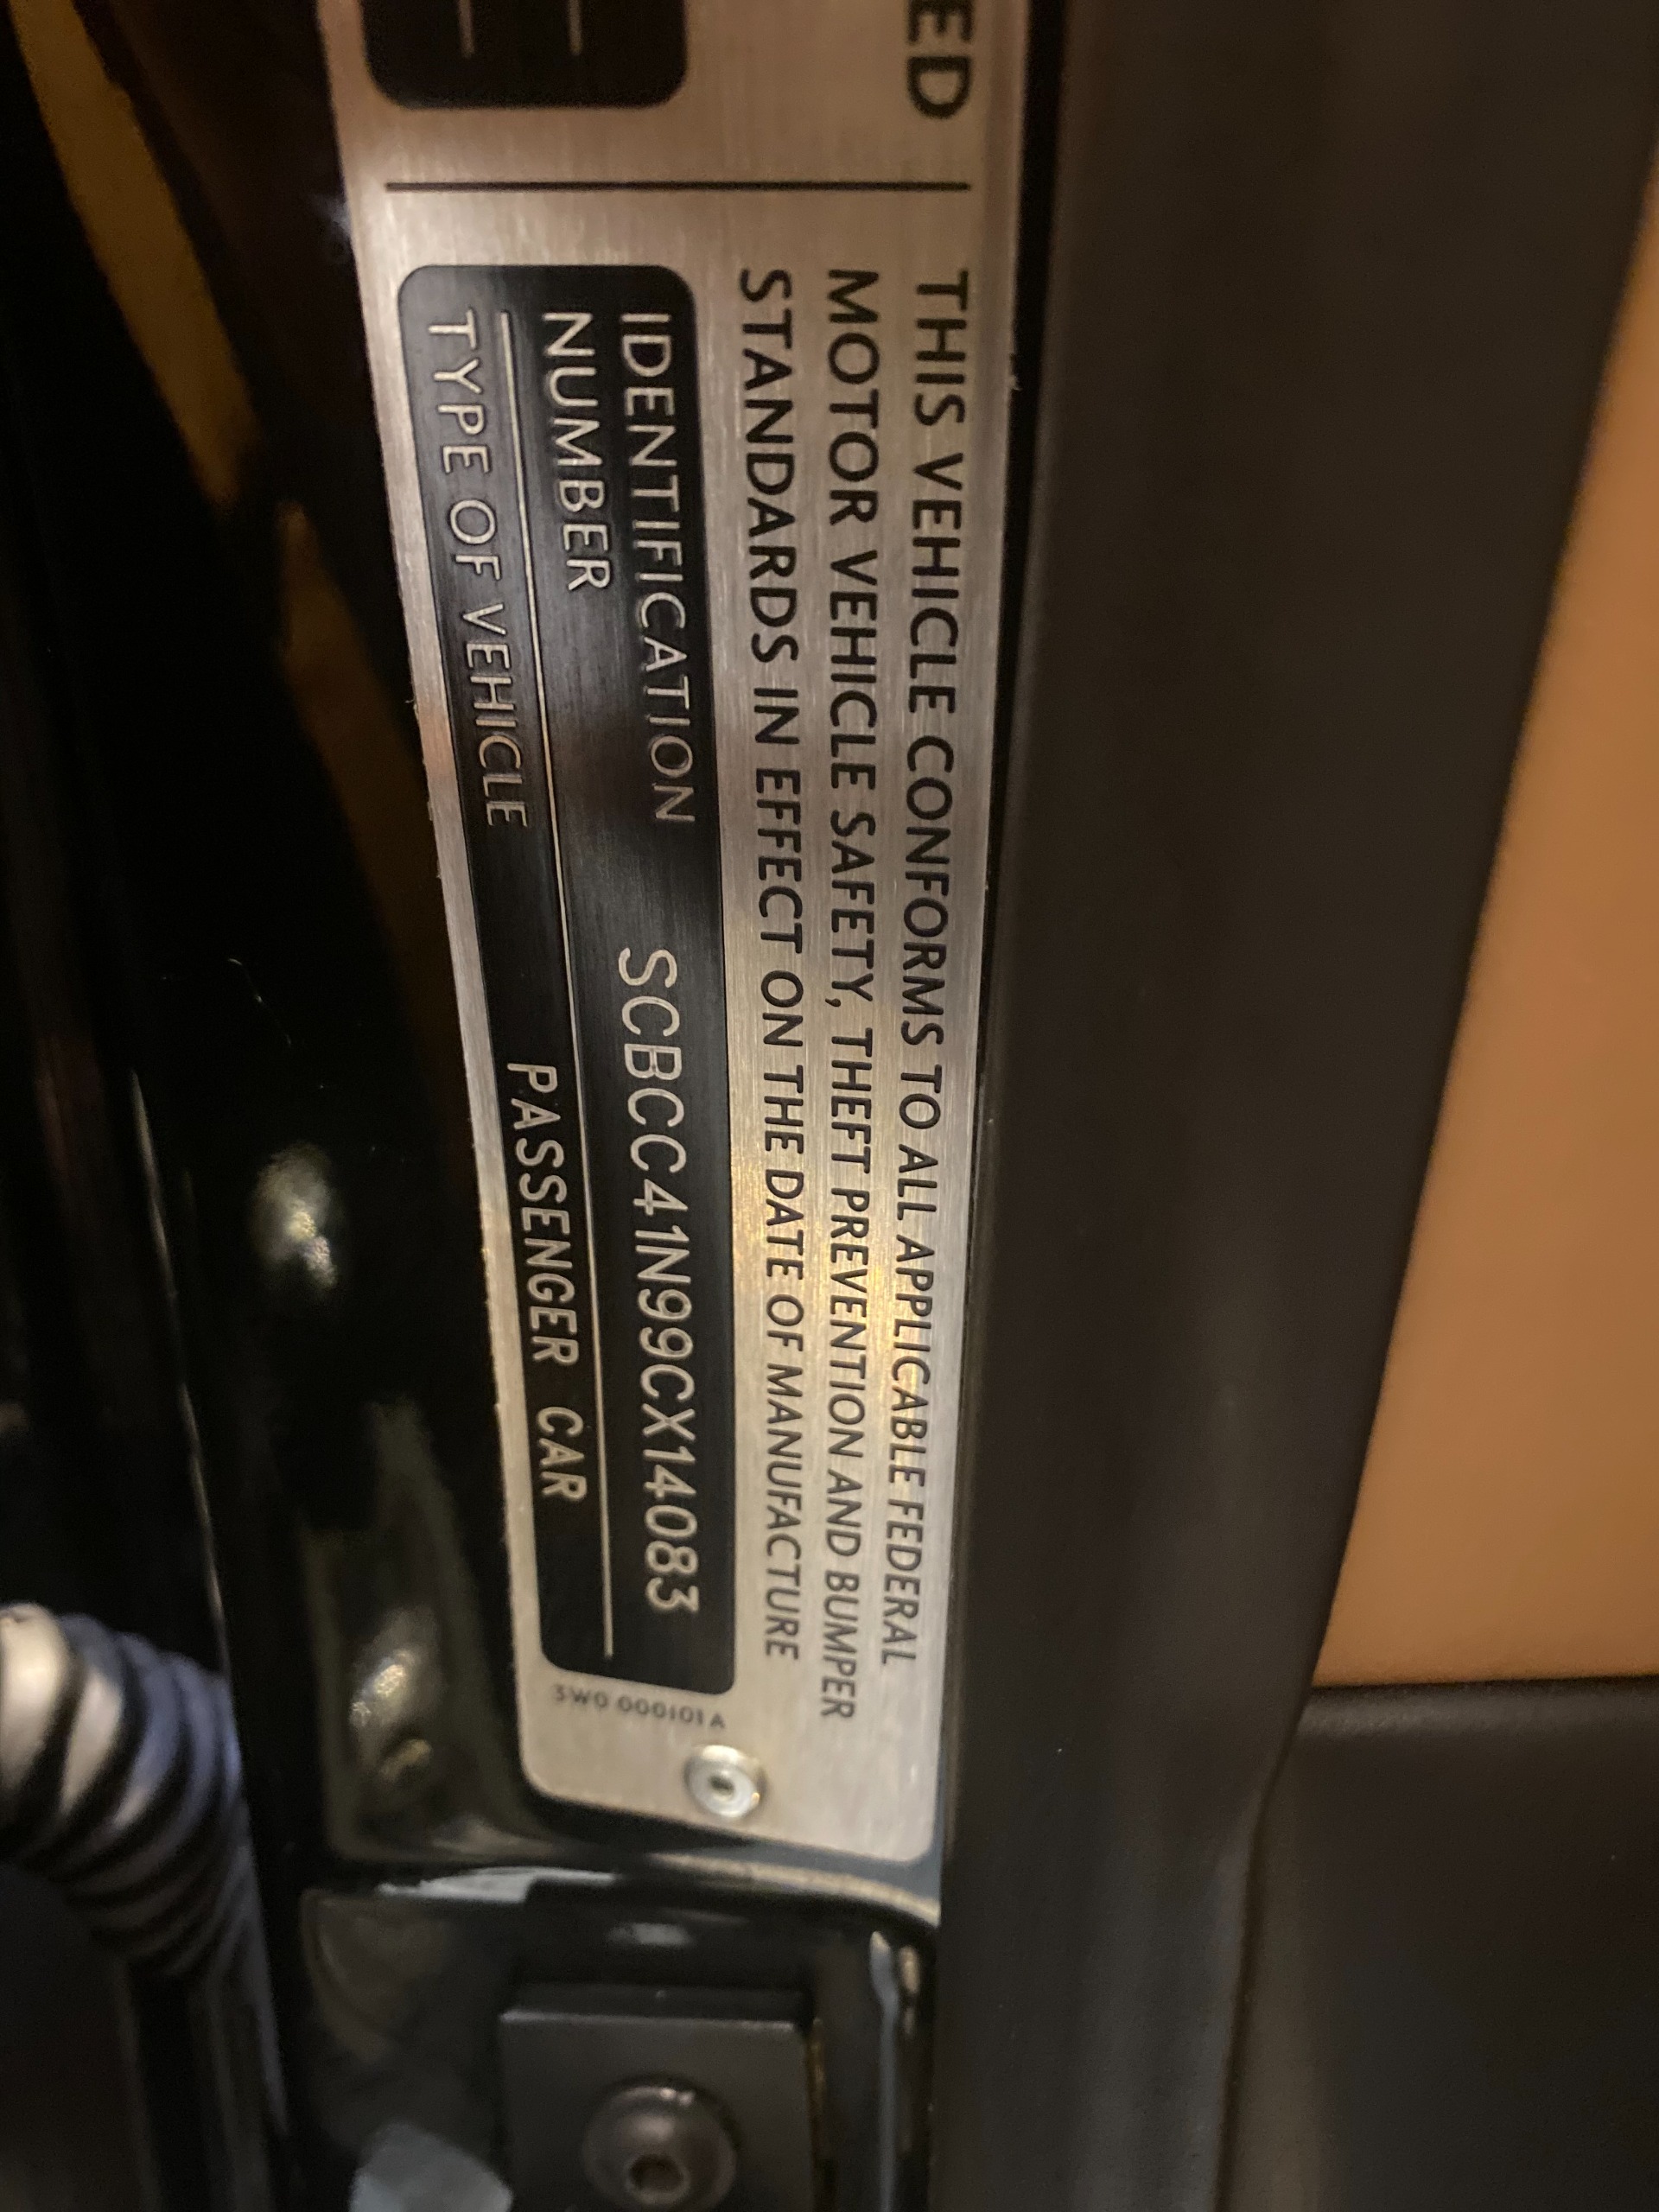 ED
THIS VEHICLE CONFORMS TO ALL APPLICABLE FEDERAL
MOTOR VEHICLE SAFETY, THEFT PREVENTION AND BUMPER
STANDARDS IN EFFECT ON THE DATE OF MANUFACTURE
IDENTIFICATION
NUMBER SCBCC41N99CX14083
TYPE OF VEHICLE PASSENGER CAR
3W0 000101 A